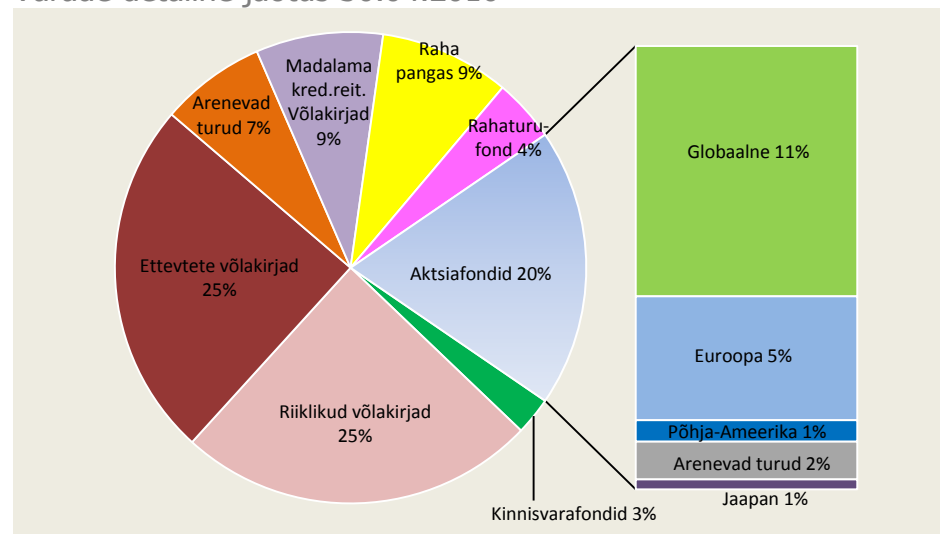 Madalama
kred.reit.
Võlakirjad
9%
Raha
pangas 9%
Arenevad
turud 7%
Rahaturu-
fond 4%
Globaalne 11%
Ettevtete võlakirjad
25%
Aktsiafondid 20%
Euroopa 5%
Riiklikud võlakirjad
25%
Põhja-Ameerika 1%
Arenevad turud 2%
Jaapan 1%
Kinnisvarafondid 3%